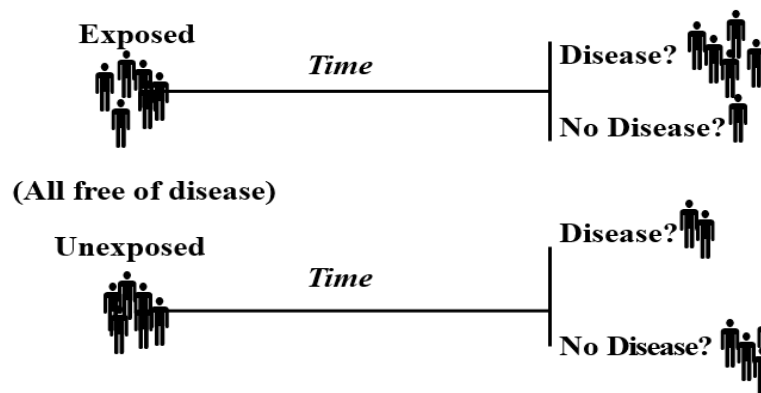 Exposed
Time
Disease?
No Disease?
(All free of disease)
Unexposed
Time
Disease?
No Disease?